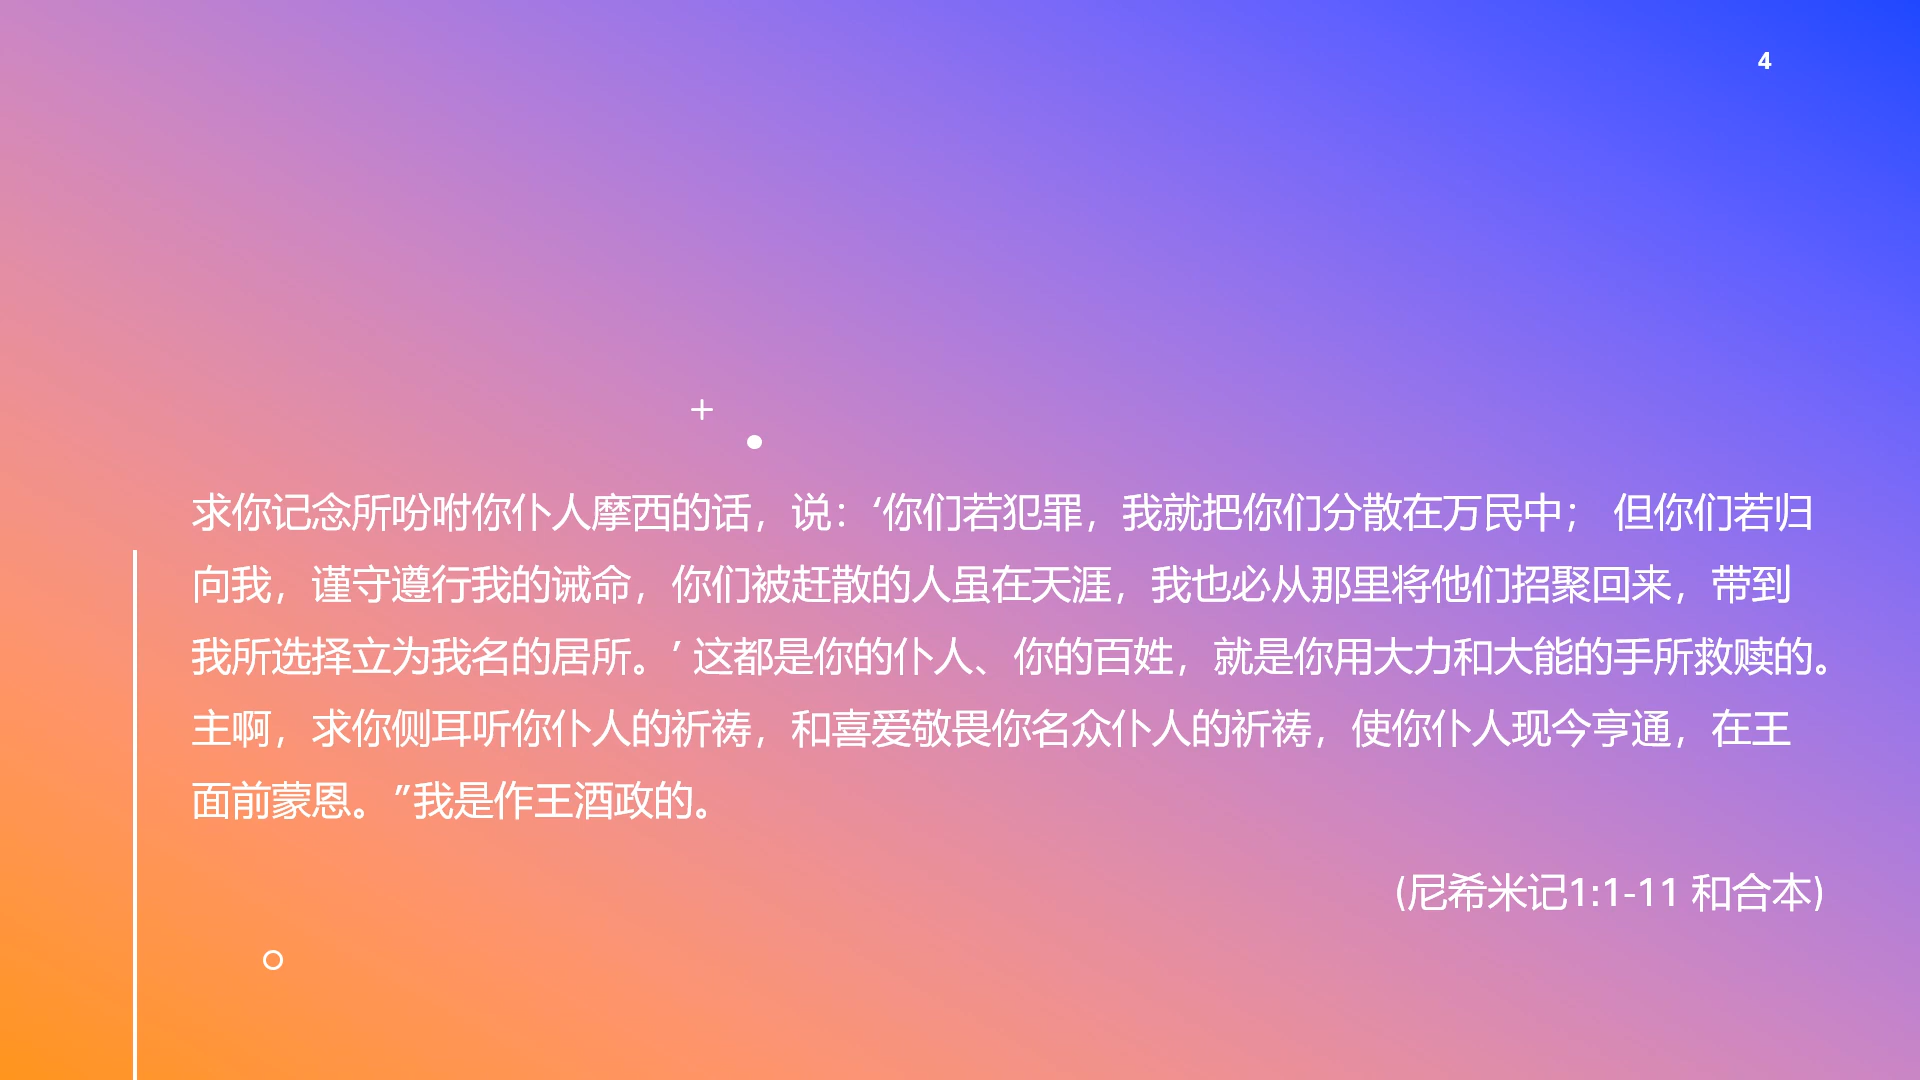 4
求你记念所吩咐你仆人摩西的话，说：‘你们若犯罪，我就把你们分散在万民中； 但你们若归
向我，谨守遵行我的诫命，你们被赶散的人虽在天涯，我也必从那里将他们招聚回来，带到
我所选择立为我名的居所。’ 这都是你的仆人、你的百姓，就是你用大力和大能的手所救赎的。
主啊，求你侧耳听你仆人的祈祷，和喜爱敬畏你名众仆人的祈祷，使你仆人现今亨通，在王
面前蒙恩。”我是作王酒政的。
(尼希米记1:1-11 和合本)